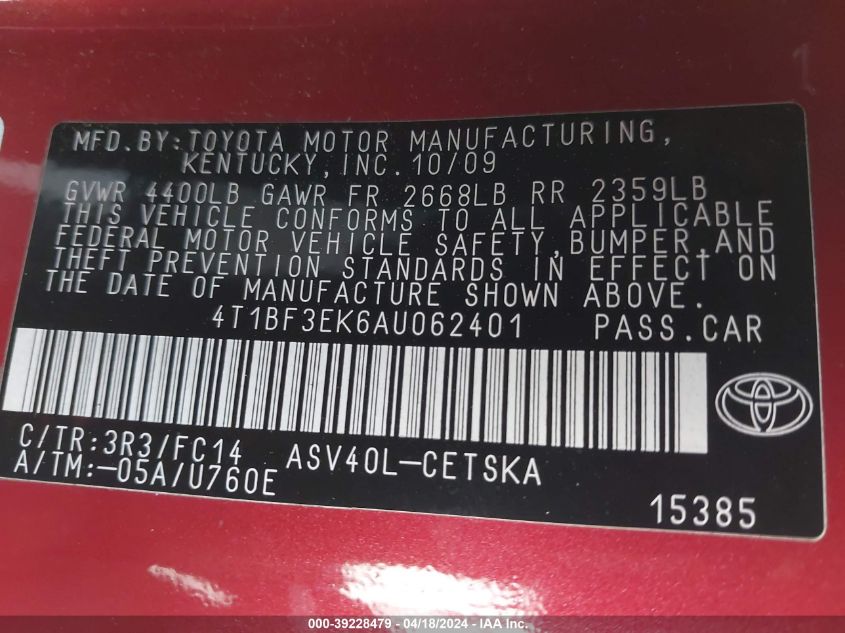 MFD.BY:TOYOTA MOTOR MANUFACTURING,
KENTUCKY,INC.10/09
GVWR 4400LB GAWR FR 2668LB RR 2359LB
THIS VEHICLE CONFORMS TO ALL APPLICABLE
FEDERAL MOTOR VEHICLE SAFETY,BUMPER,AND
THEFT PREVENTION STANDARDS IN EFFECT ON
THE DATE OF MANUFACTURE SHOWN ABOVE.
4T1BF3EK6AU062401 PASS.CAR
C/TR:3R3/FC14 ASV40L-CETSKA
A/TM:-05A/U760E
15385
000-39228479 - 04/18/2024 - IAA, Inc.